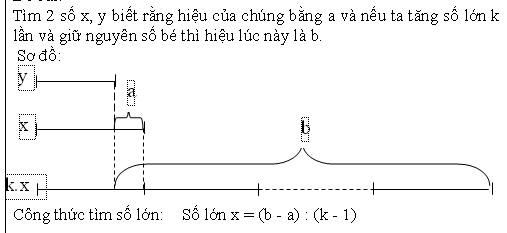 Tìm 2 số x, y biết rằng hiệu của chúng bằng a và nếu ta tăng số lớn k
lần và giữ nguyên số bé thì hiệu lúc này là b.
Sơ đồ:
y
a
x
b
k.x
Công thức tìm số lớn: Số lớn x = (b - a) : (k - 1)